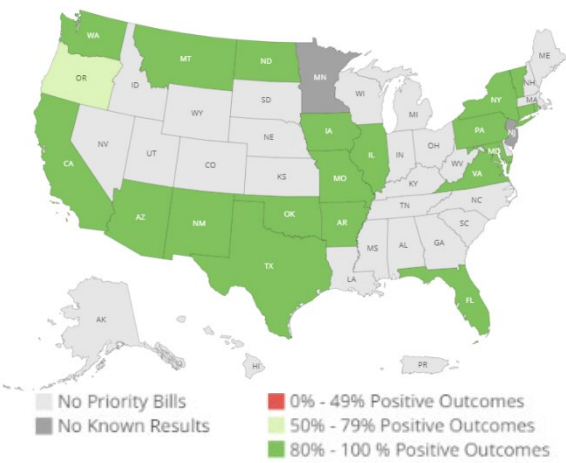 WA
MT
ND
MN
ME
OR
ID
SD
WI
NH
NY
MA
WY
MI
IA
PA
NJ
NE
NV
UT
CO
IL
IN
OH
MD
WV
CA
KS
MO
VA
KY
AZ
NM
OK
AR
TN
NC
SC
MS
AL
GA
TX
LA
FL
AK
HI
PR
No Priority Bills
No Known Results
0% - 49% Positive Outcomes
50% - 79% Positive Outcomes
80% - 100 % Positive Outcomes